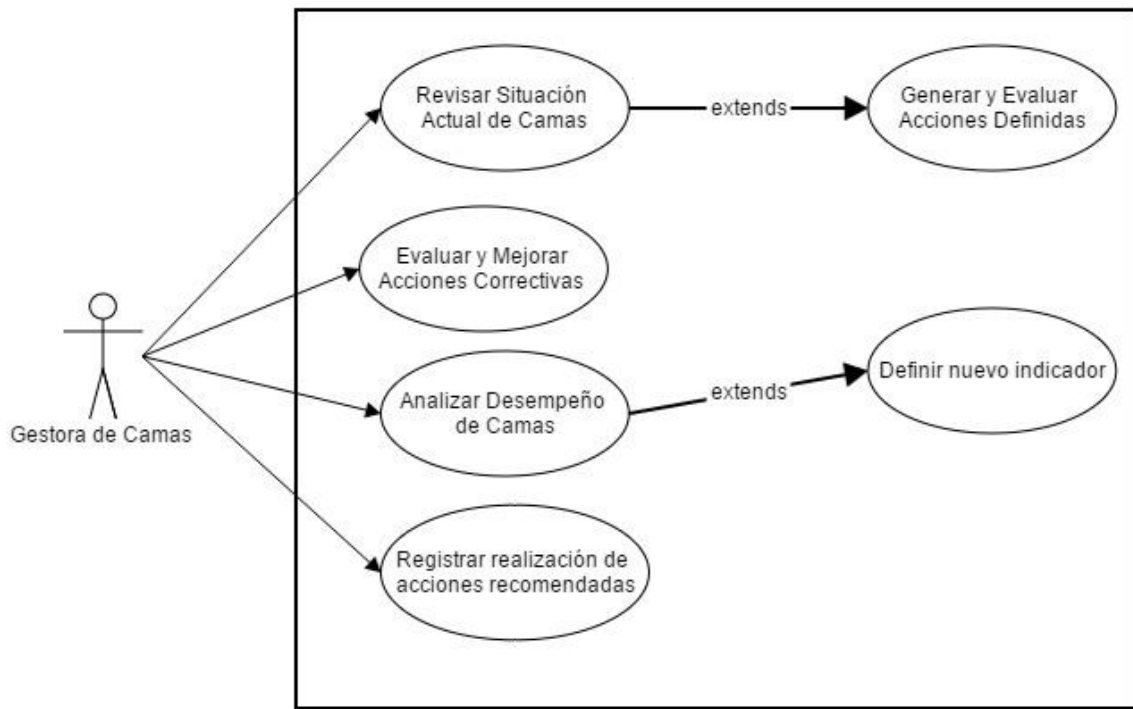 Revisar Situación
Actual de Camas
extends
Generar y Evaluar
Acciones Definidas
Evaluar y Mejorar
Acciones Correctivas
Gestora de Camas
Analizar Desempeño
de Camas
extends
Definir nuevo indicador
Registrar realización de
acciones recomendadas